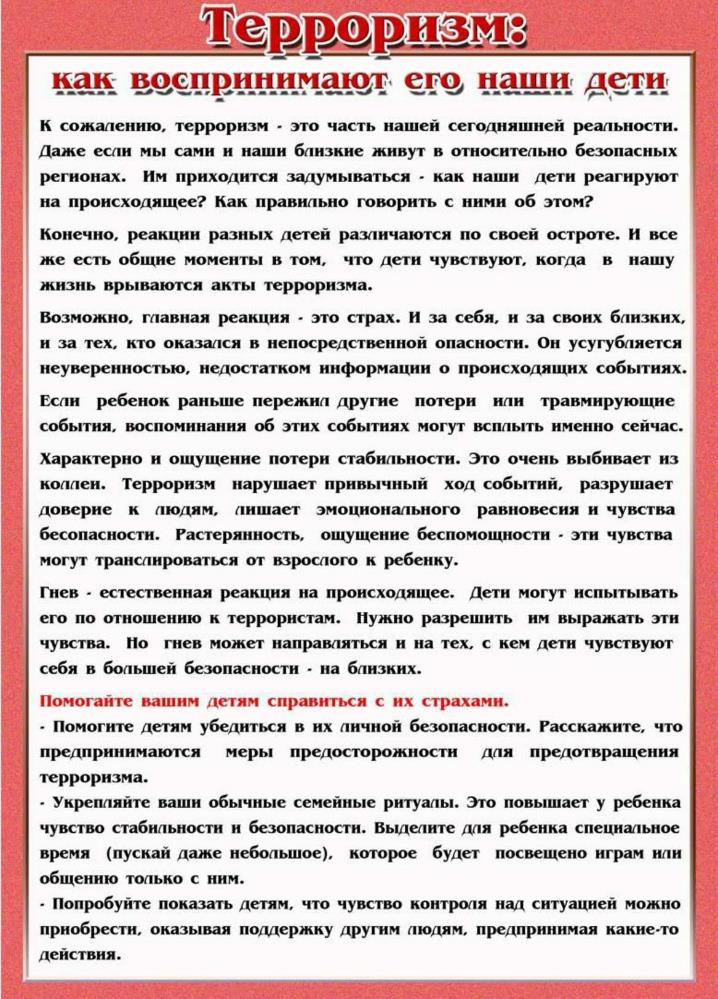 Терроризм:
как воспринимают его наши дети
К сожалению, терроризм - это часть нашей сегодняшней реальности.
Даже если мы сами и наши близкие живут в относительно безопасных
регионах. Им приходится задумываться - как наши дети реагируют
на происходящее? Как правильно говорить с ними об этом?
Конечно, реакции разных детей различаются по своей остроте. И все
же есть общие моменты в том, что дети чувствуют, когда в нашу
жизнь врываются акты терроризма.
Возможно, главная реакция - это страх. И за себя, и за своих близких,
и за тех, кто оказался в непосредственной опасности. Он усугубляется
неуверенностью, недостатком информации о происходящих событиях.
Если ребенок раньше пережил другие потери или травмирующие
события, воспоминания об этих событиях могут всплыть именно сейчас.
Характерно и ощущение потери стабильности. Это очень выбивает из
коллеи. Терроризм нарушает привычный ход событий, разрушает
доверие к людям, лишает эмоционального равновесия и чувства
бесопасности. Растерянность, ощущение беспомощности - эти чувства
могут транслироваться от взрослого к ребенку.
Гнев - естественная реакция на происходящее. Дети могут испытывать
его по отношению к террористам. Нужно разрешить им выражать эти
чувства. Но гнев может направляться и на тех, с кем дети чувствуют
себя в большей безопасности - на близких.
Помогайте вашим детям справиться с их страхами.
- Помогите детям убедиться в их личной безопасности. Расскажите, что
предпринимаются меры предосторожности для предотвращения
терроризма.
- Укрепляйте ваши обычные семейные ритуалы. Это повышает у ребенка
чувство стабильности и безопасности. Выделите для ребенка специальное
время (пускай даже небольшое), которое будет посвещено играм или
общению только с ним.
- Попробуйте показать детям, что чувство контроля над ситуацией можно
приобрести, оказывая поддержку другим людям, предпринимая какие-то
действия.